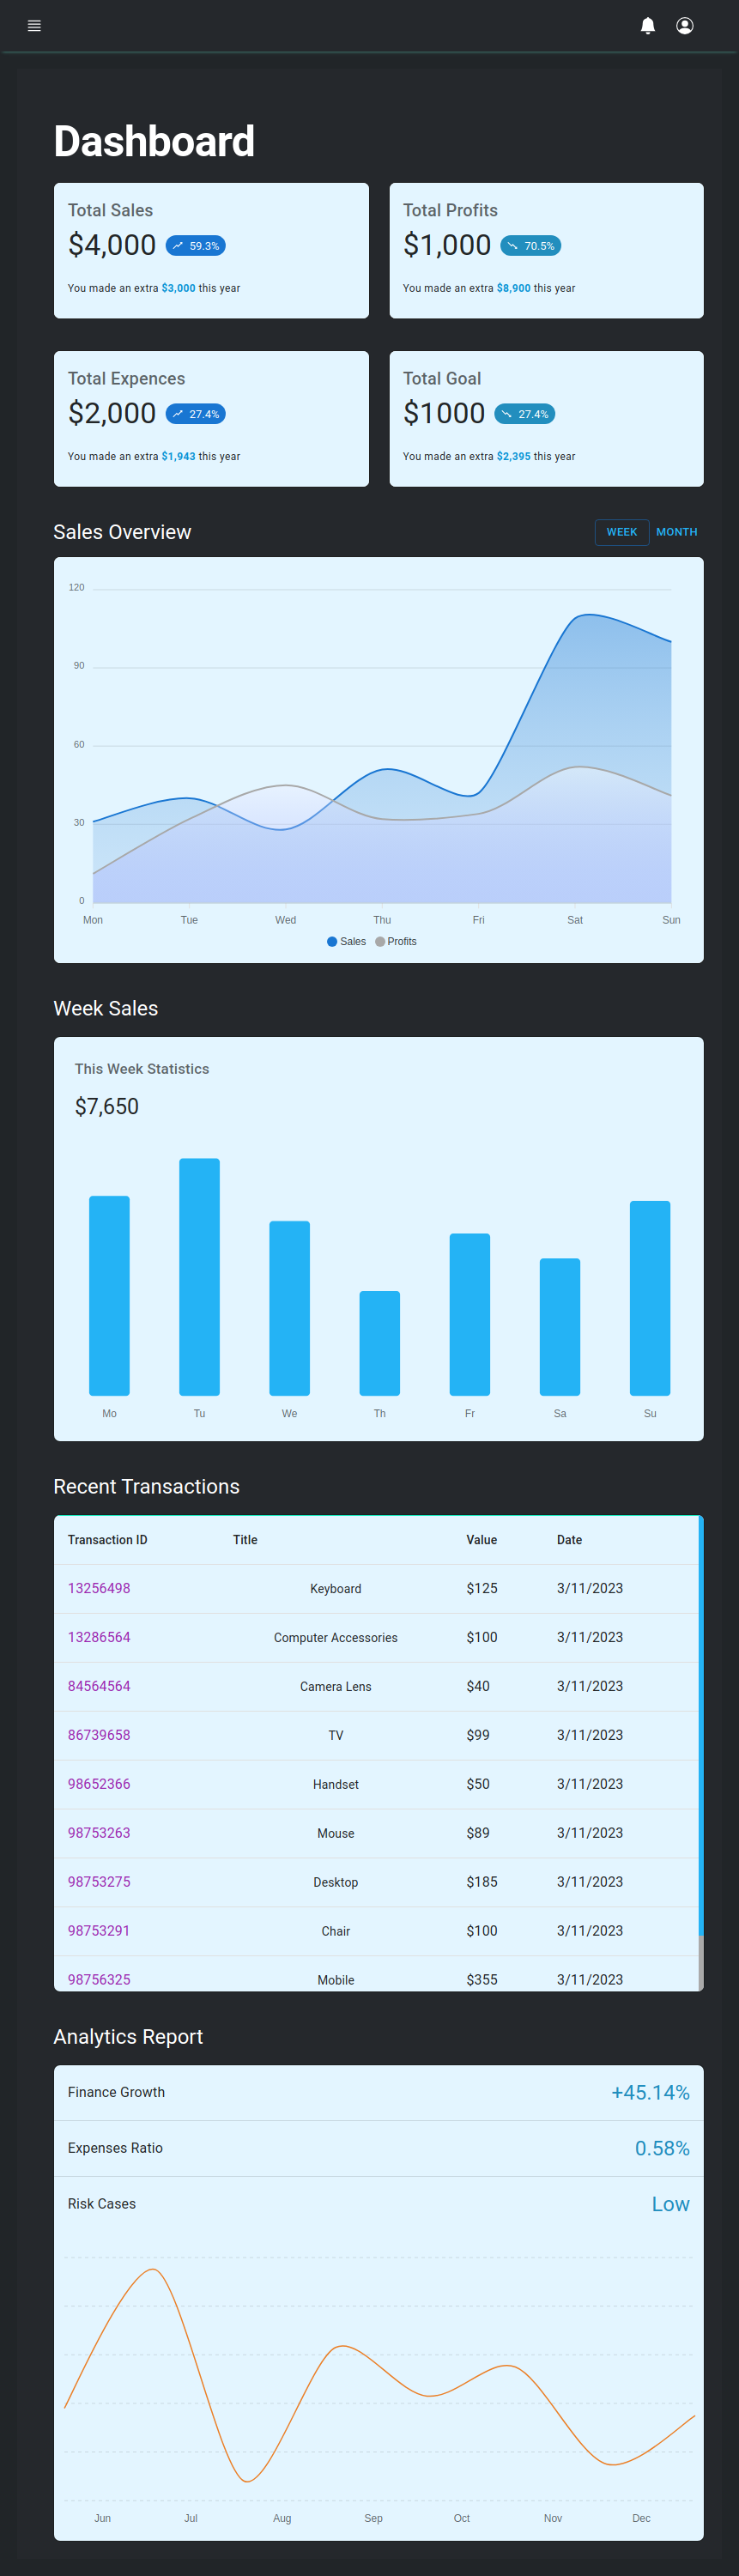 Dashboard
Total Sales
$4,000 59.3%
You made an extra $3,000 this year
Total Profits
$1,000 70.5%
You made an extra $8,900 this year
Total Expences
$2,000 27.4%
You made an extra $1,943 this year
Total Goal
$1000 27.4%
You made an extra $2,395 this year
Sales Overview
WEEK MONTH
120
90
60
30
0
Mon Tue Wed Thu Fri Sat Sun
Sales Profits
Week Sales
This Week Statistics
$7,650
Mo Tu We Th Fr Sa Su
Recent Transactions
Transaction ID Title Value Date
13256498 Keyboard $125 3/11/2023
13286564 Computer Accessories $100 3/11/2023
84564564 Camera Lens $40 3/11/2023
86739658 TV $99 3/11/2023
98652366 Handset $50 3/11/2023
98753263 Mouse $89 3/11/2023
98753275 Desktop $185 3/11/2023
98753291 Chair $100 3/11/2023
98756325 Mobile $355 3/11/2023
Analytics Report
Finance Growth +45.14%
Expenses Ratio 0.58%
Risk Cases Low
Jun Jul Aug Sep Oct Nov Dec